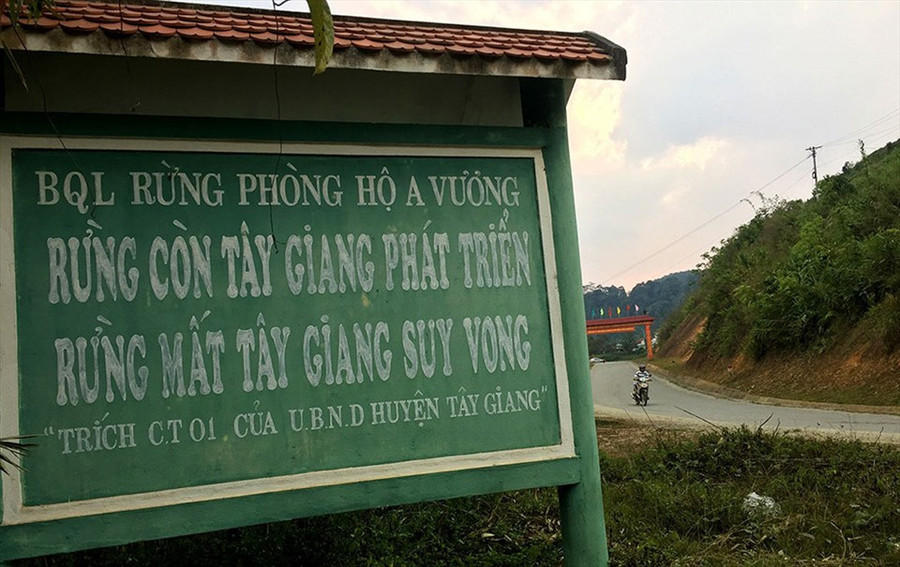 BQL RỪNG PHÒNG HỘ A VƯỞNG
RỪNG CÒN TÂY GIANG PHÁT TRIỂN
RỪNG MẤT TÂY GIANG SUY VONG
"TRÍCH C.T 01 CỦA U.B.N.D HUYỆN TÂY GIANG"